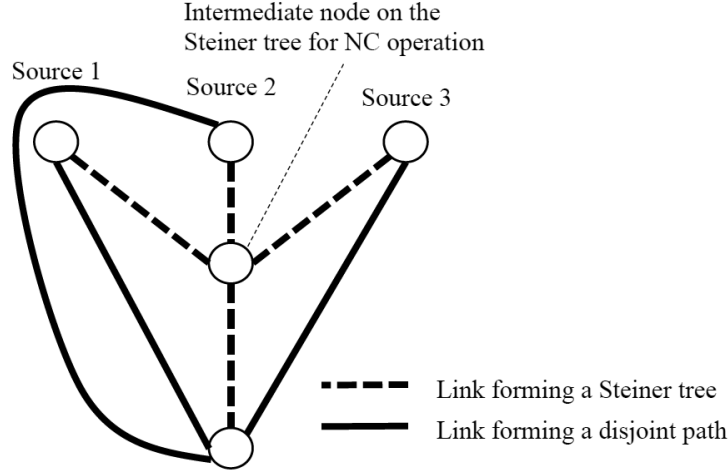 Intermediate node on the
Steiner tree for NC operation
Source 1
Source 2
Source 3
Link forming a Steiner tree
Link forming a disjoint path